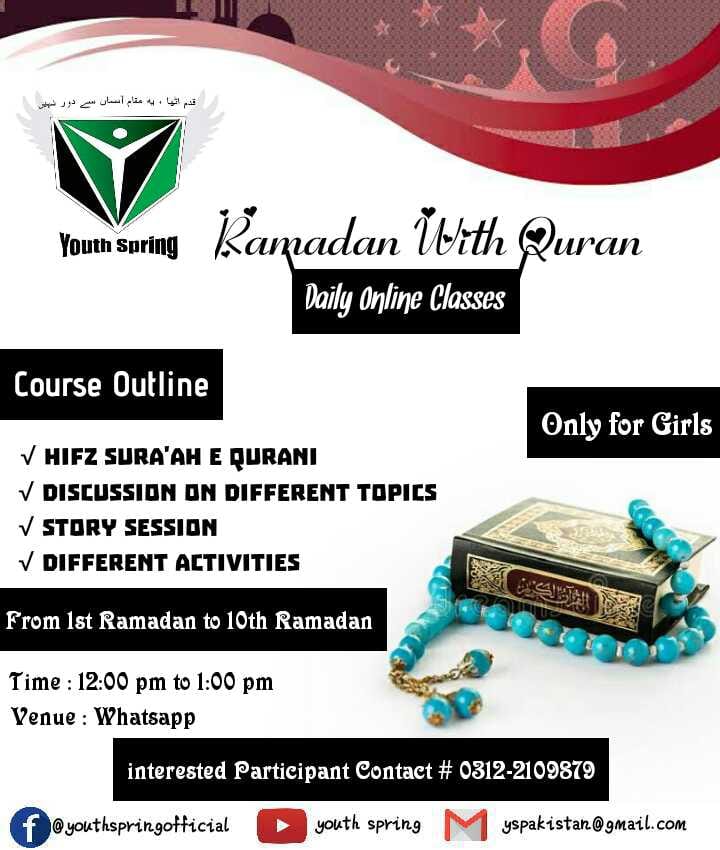 قدم اٹھا ، یہ مقام آسماں سے دور نہیں
Youth Spring
Ramadan With Quran
Daily Online Classes
Course Outline
Only for Girls
√ HIFZ SURA'AH E QURANI
√ DISCUSSION ON DIFFERENT TOPICS
√ STORY SESSION
√ DIFFERENT ACTIVITIES
القرآن الكريم
From 1st Ramadan to 10th Ramadan
Time : 12:00 pm to 1:00 pm
Venue : Whatsapp
interested Participant Contact # 0312-2109879
@youthspringofficial
youth spring
yspakistan@gmail.com